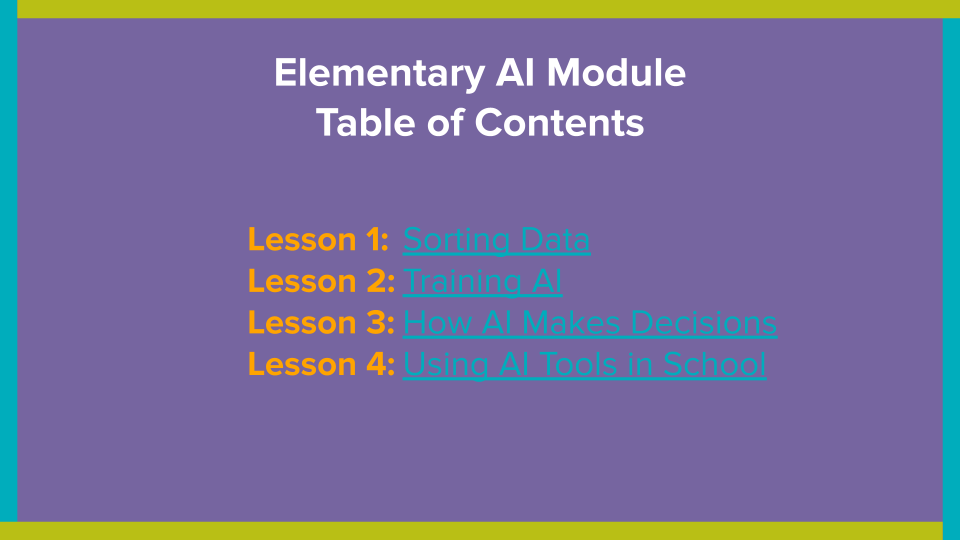 Elementary AI Module
Table of Contents
Lesson 1: Sorting Data
Lesson 2: Training AI
Lesson 3: How AI Makes Decisions
Lesson 4: Using AI Tools in School